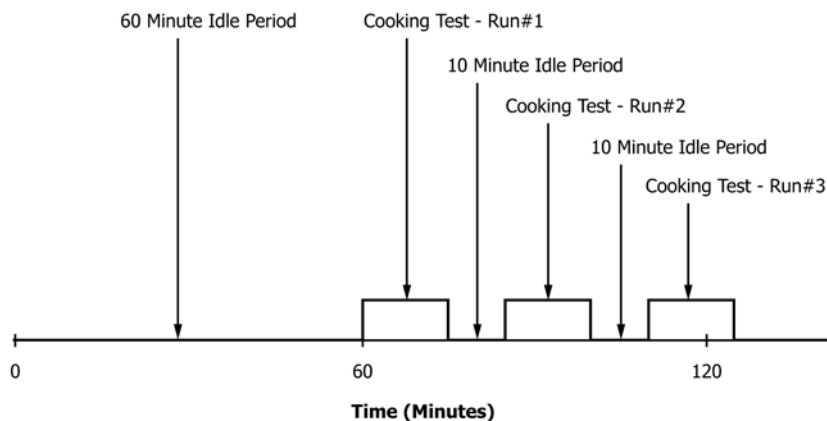 60 Minute Idle Period
Cooking Test - Run#1
10 Minute Idle Period
Cooking Test - Run#2
10 Minute Idle Period
Cooking Test - Run#3
0
60
120
Time (Minutes)